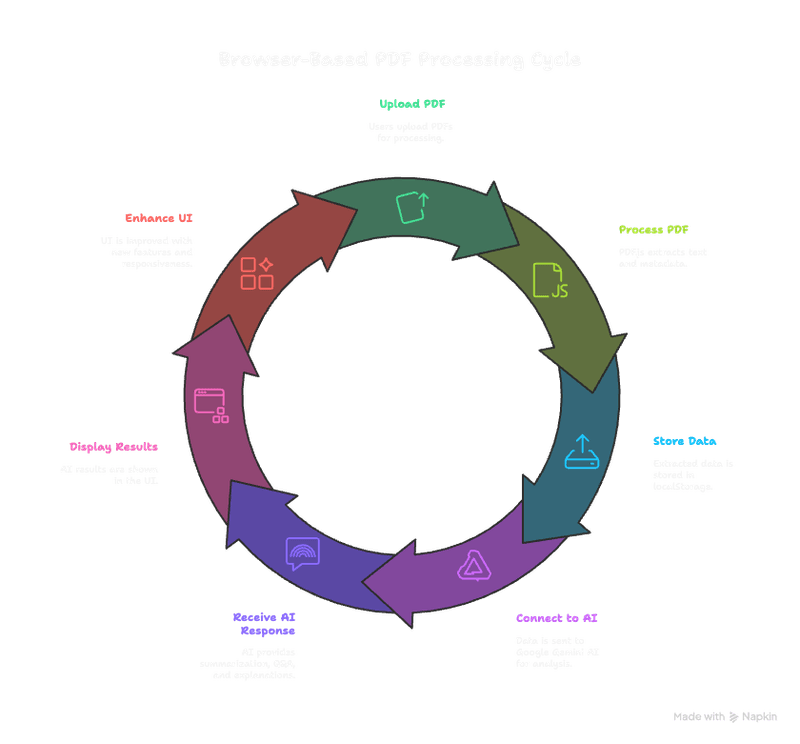 Browser-Based PDF Processing Cycle
Upload PDF
Users upload PDFs
for processing.
Enhance UI
UI is improved with
new features and
responsiveness.
Process PDF
PDF.js extracts text
and metadata.
Display Results
AI results are shown
in the UI.
Store Data
Extracted data is
stored in
localStorage.
Receive AI
Response
AI provides
summarization, Q&A,
and explanations.
Connect to AI
Data is sent to
Google Gemini AI
for analysis.
JS
Made with Napkin